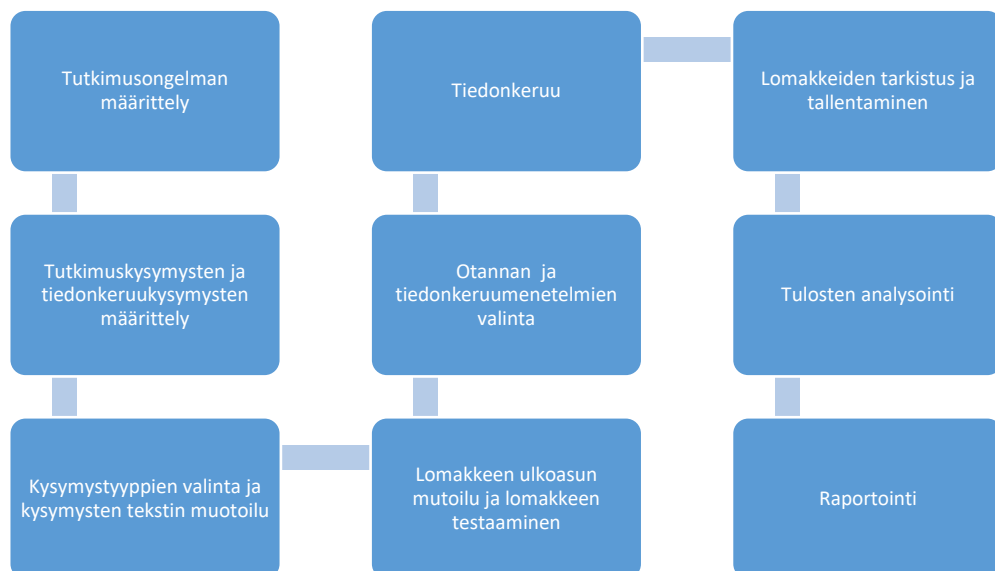 Tutkimusongelman
määrittely
Tutkimuskysymysten ja
tiedonkeruukysymysten
määrittely
Kysymystyyppien valinta ja
kysymysten tekstin muotoilu
Lomakkeen ulkoasun
mutoilu ja lomakkeen
testaaminen
Otannan ja
tiedonkeruumenetelmien
valinta
Tiedonkeruu
Lomakkeiden tarkistus ja
tallentaminen
Tulosten analysointi
Raportointi